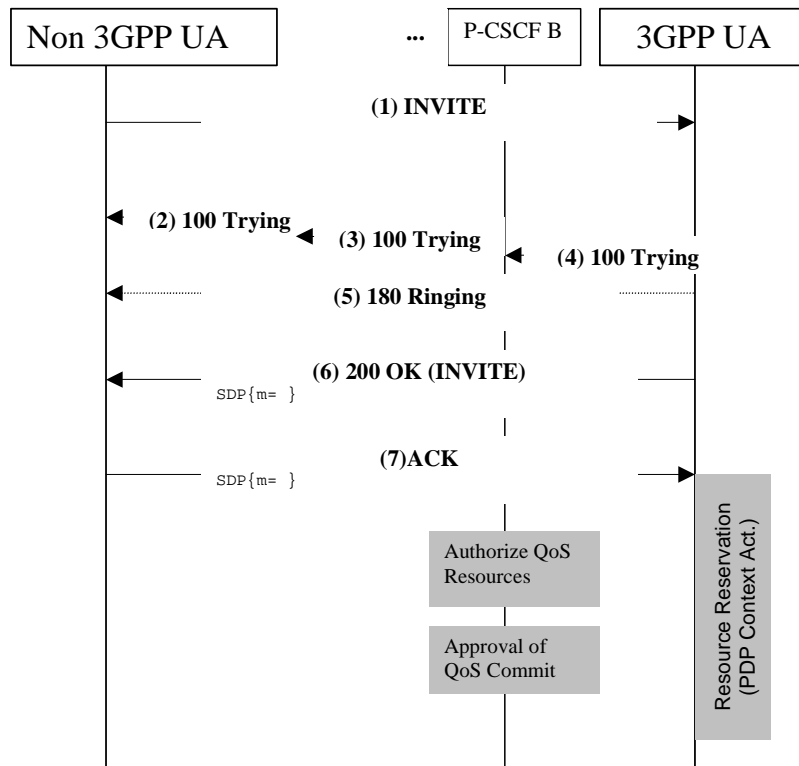 Non 3GPP UA
...
P-CSCF B
3GPP UA
(1) INVITE
(2) 100 Trying
(3) 100 Trying
(4) 100 Trying
(5) 180 Ringing
(6) 200 OK (INVITE)
SDP{m= }
(7)ACK
SDP{m= }
Authorize QoS
Resources
Approval of
QoS Commit
Resource Reservation
(PDP Context Act.)